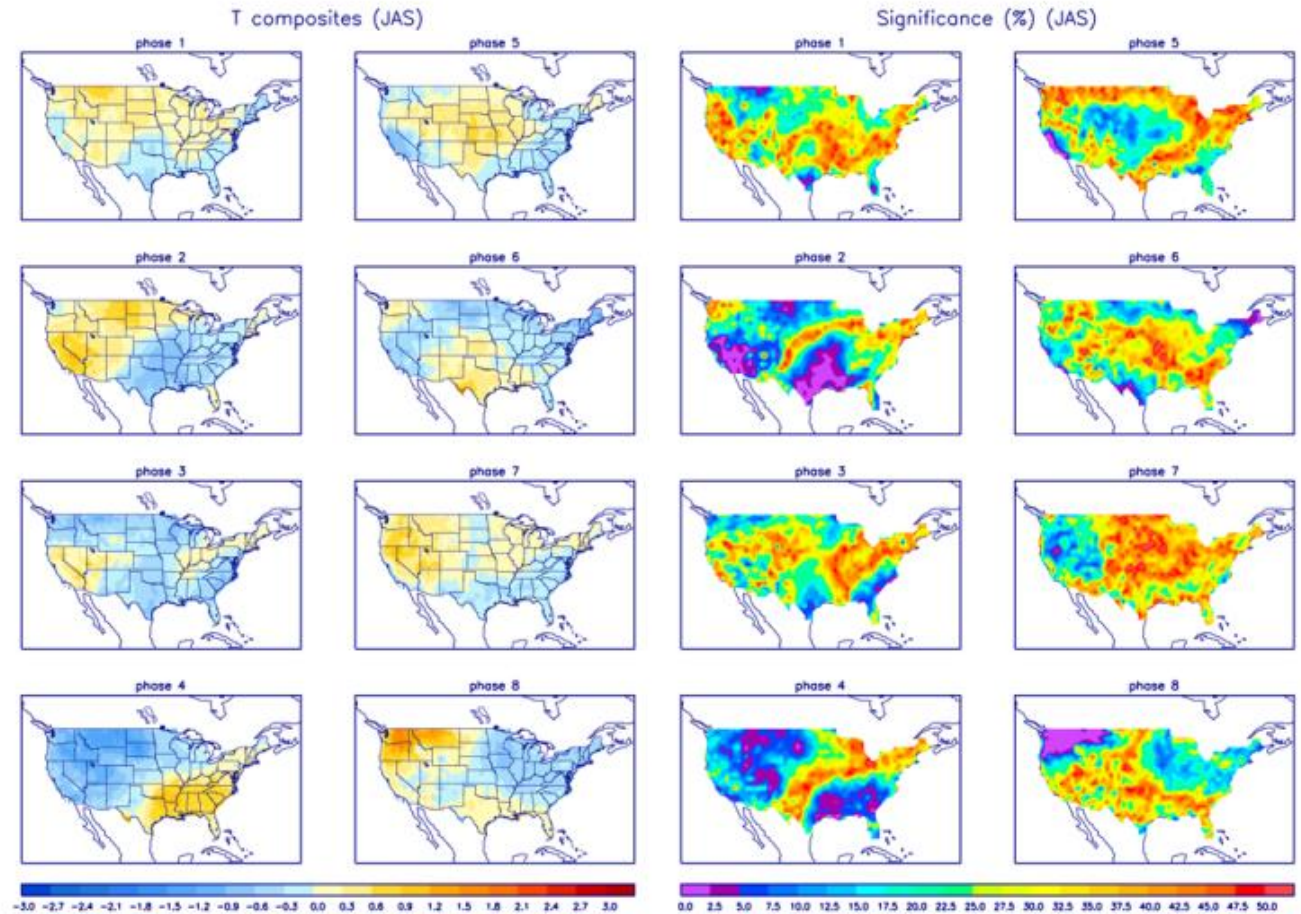 T composites (JAS) Significance (%) (JAS)
phase 1 phase 5 phase 1 phase 5
phase 2 phase 6 phase 2 phase 6
phase 3 phase 7 phase 3 phase 7
phase 4 phase 8 phase 4 phase 8
-3.0 -2.7 -2.4 -2.1 -1.8 -1.5 -1.2 -0.9 -0.6 -0.3 0.0 0.3 0.6 0.9 1.2 1.5 1.8 2.1 2.4 2.7 3.0 0.0 2.5 5.0 7.5 10.0 12.5 15.0 17.5 20.0 22.5 25.0 27.5 30.0 32.5 35.0 37.5 40.0 42.5 45.0 47.5 50.0